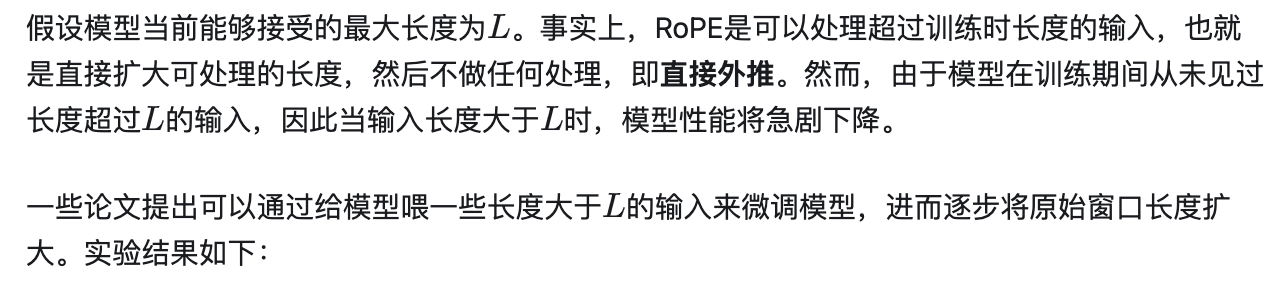 假设模型当前能够接受的最大长度为L。事实上，RoPE是可以处理超过训练时长度的输入，也就
是直接扩大可处理的长度，然后不做任何处理，即直接外推。然而，由于模型在训练期间从未见过
长度超过L的输入，因此当输入长度大于L时，模型性能将急剧下降。
一些论文提出可以通过给模型喂一些长度大于L的输入来微调模型，进而逐步将原始窗口长度扩
大。实验结果如下：